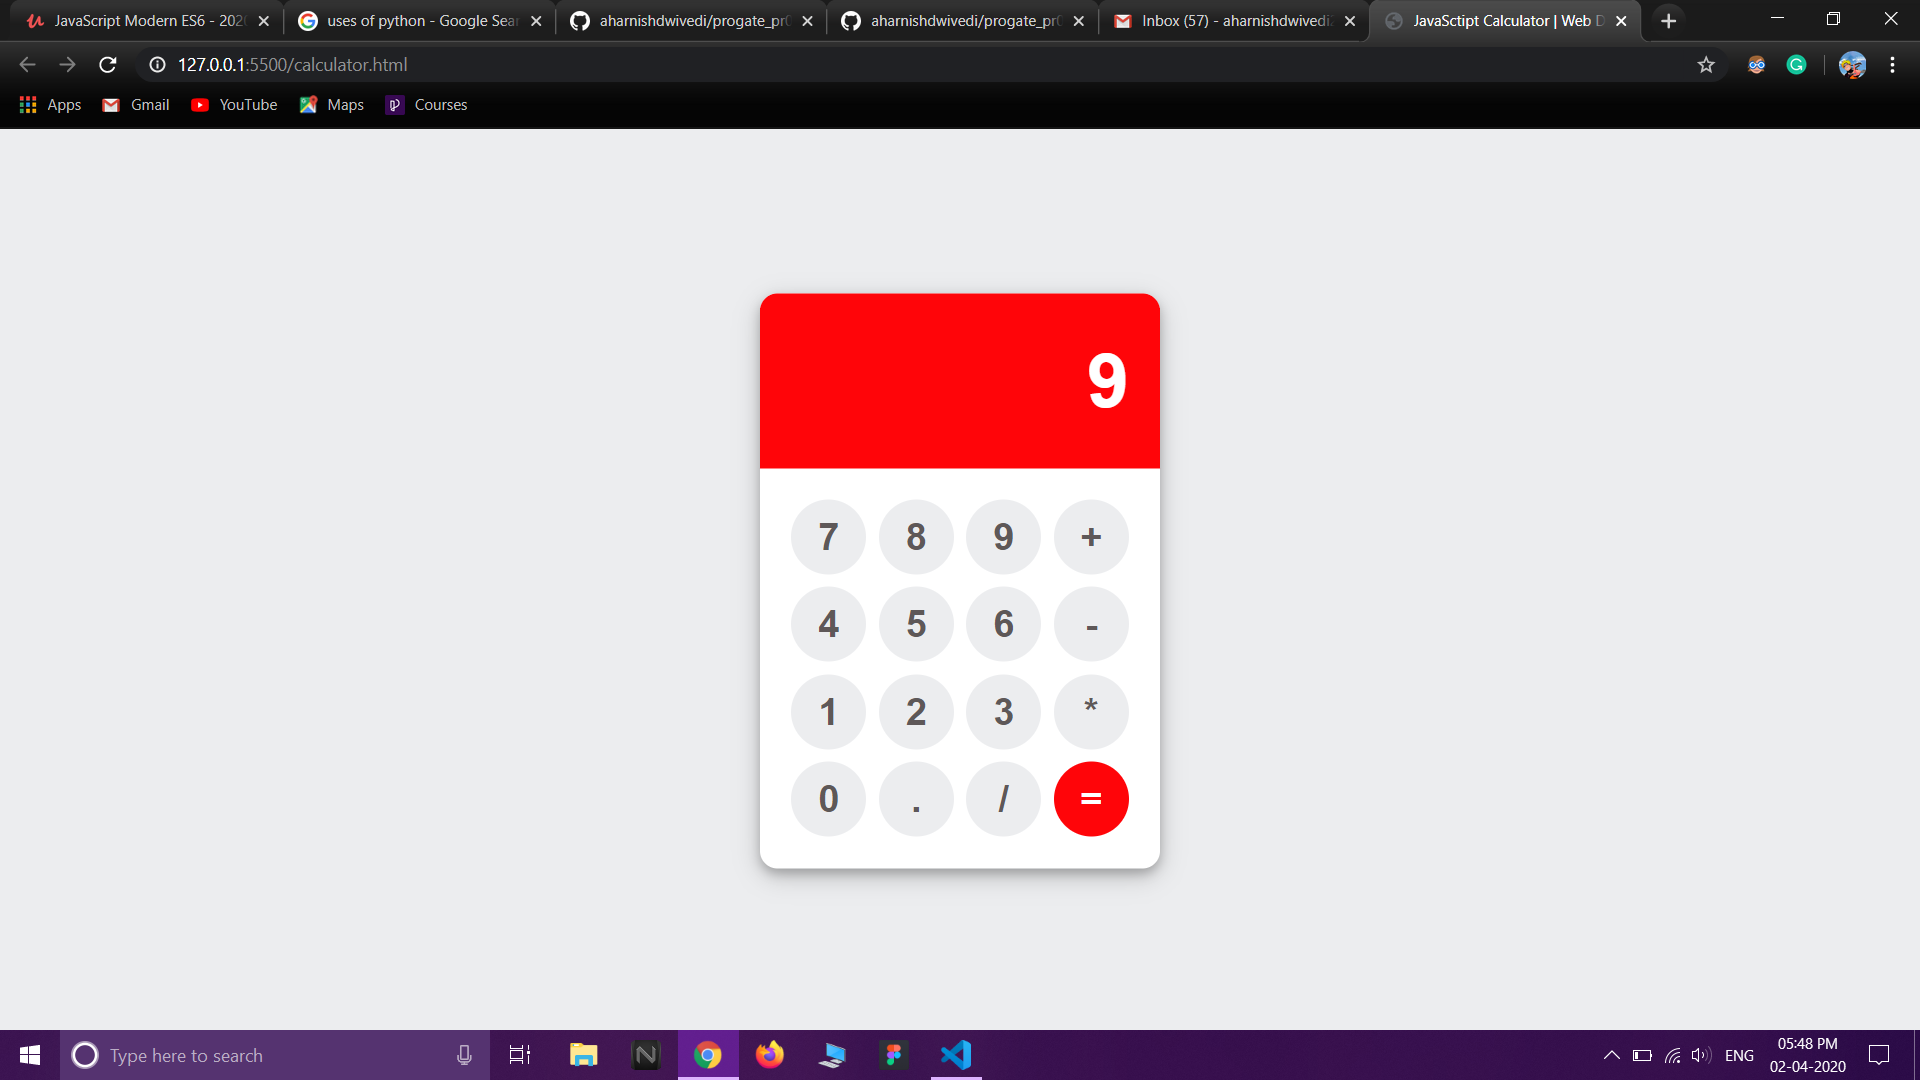 JavaScript Modern ES6 - 2020
uses of python - Google Sear
aharnishdwivedi/progate_pr
aharnishdwivedi/progate_pr
Inbox (57) - aharnishdwivedi
JavaSctipt Calculator | Web D
127.0.0.1:5500/calculator.html
Apps
Gmail
YouTube
Maps
Courses
9
7 8 9 +
4 5 6 -
1 2 3 *
0 . / =
Type here to search
ENG
05:48 PM
02-04-2020